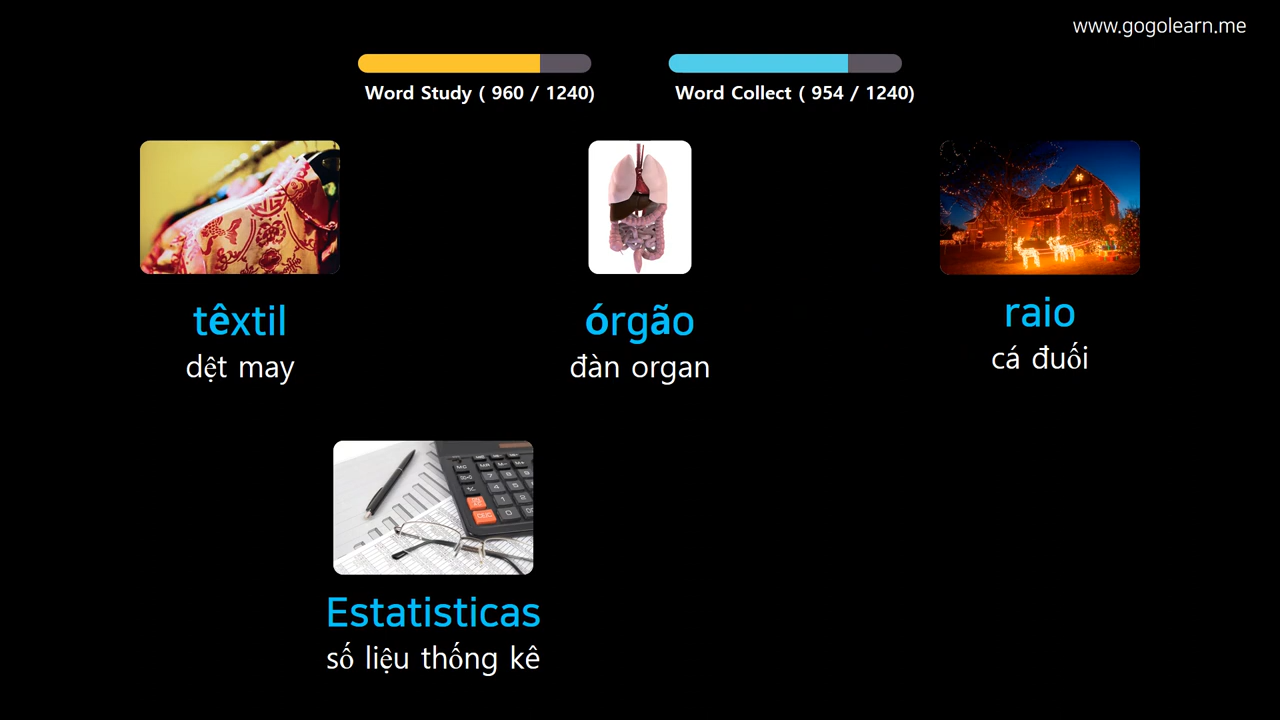 www.gogolearn.me
Word Study ( 960 / 1240)
Word Collect ( 954 / 1240)
têxtil
dệt may
órgão
đàn organ
raio
cá đuối
Estatisticas
số liệu thống kê